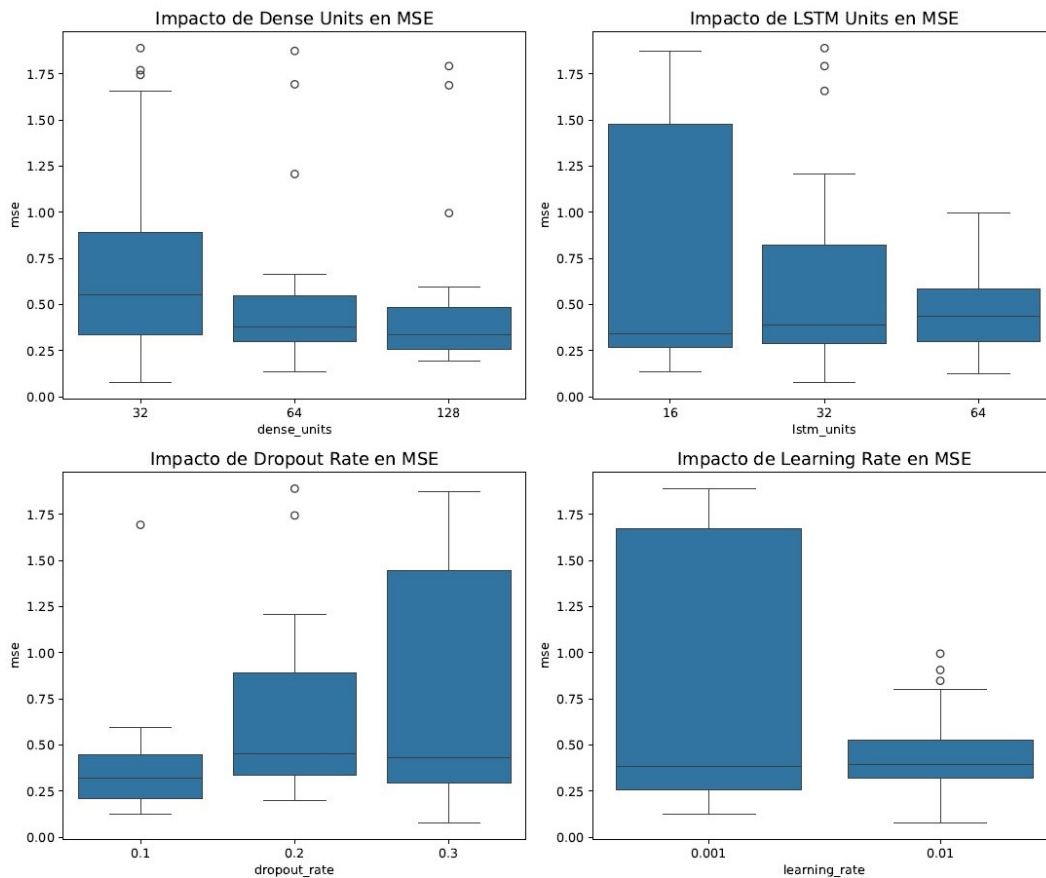 Impacto de Dense Units en MSE
1.75
1.50
1.25
1.00
0.75
0.50
0.25
0.00
mse
32 64 128
dense_units
Impacto de LSTM Units en MSE
1.75
1.50
1.25
1.00
0.75
0.50
0.25
0.00
mse
16 32 64
lstm_units
Impacto de Dropout Rate en MSE
1.75
1.50
1.25
1.00
0.75
0.50
0.25
0.00
mse
0.1 0.2 0.3
dropout_rate
Impacto de Learning Rate en MSE
1.75
1.50
1.25
1.00
0.75
0.50
0.25
0.00
mse
0.001 0.01
learning_rate